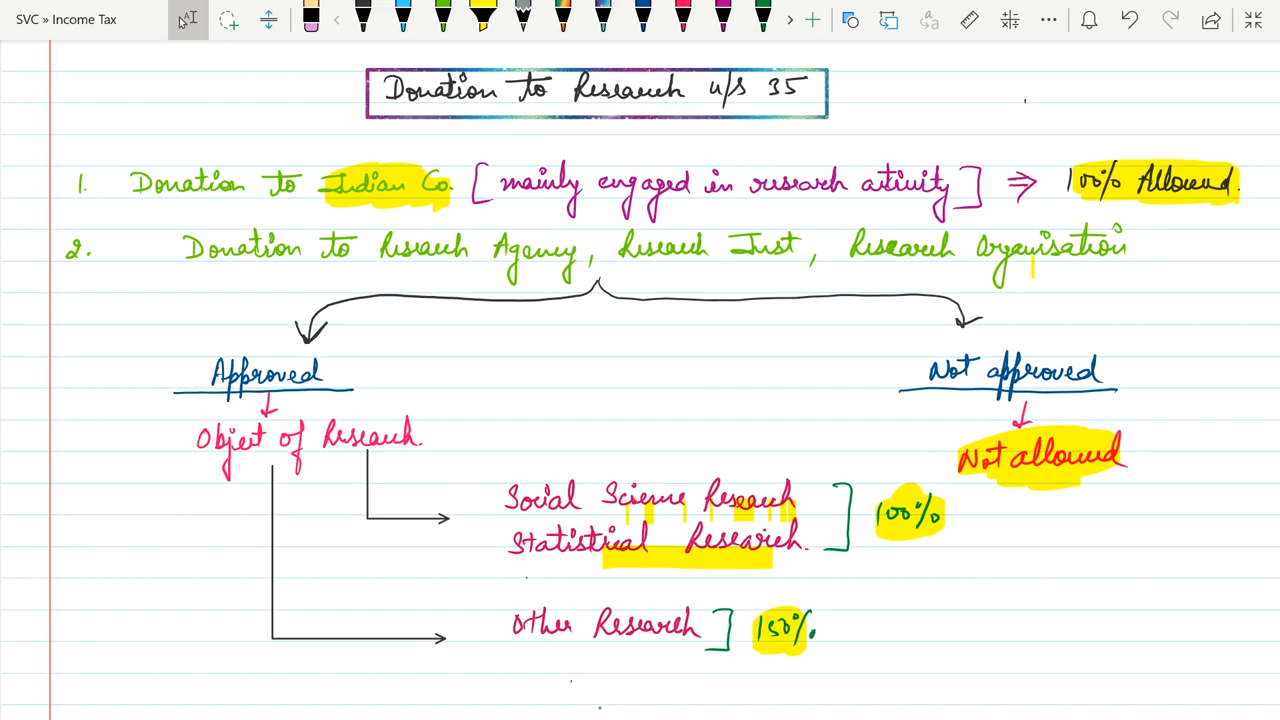 SVC » Income Tax
Donation to Research u/s 35
1. Donation to Indian Co. [mainly engaged in research ativity] ⇒ 100% Allowed.
2. Donation to Research Agency, Research Trust, Research Organisation
Approved Not approved
Object of Research. Not allowed
Social Science Research
Statistical Research. ] 100%
Other Research ] 150%